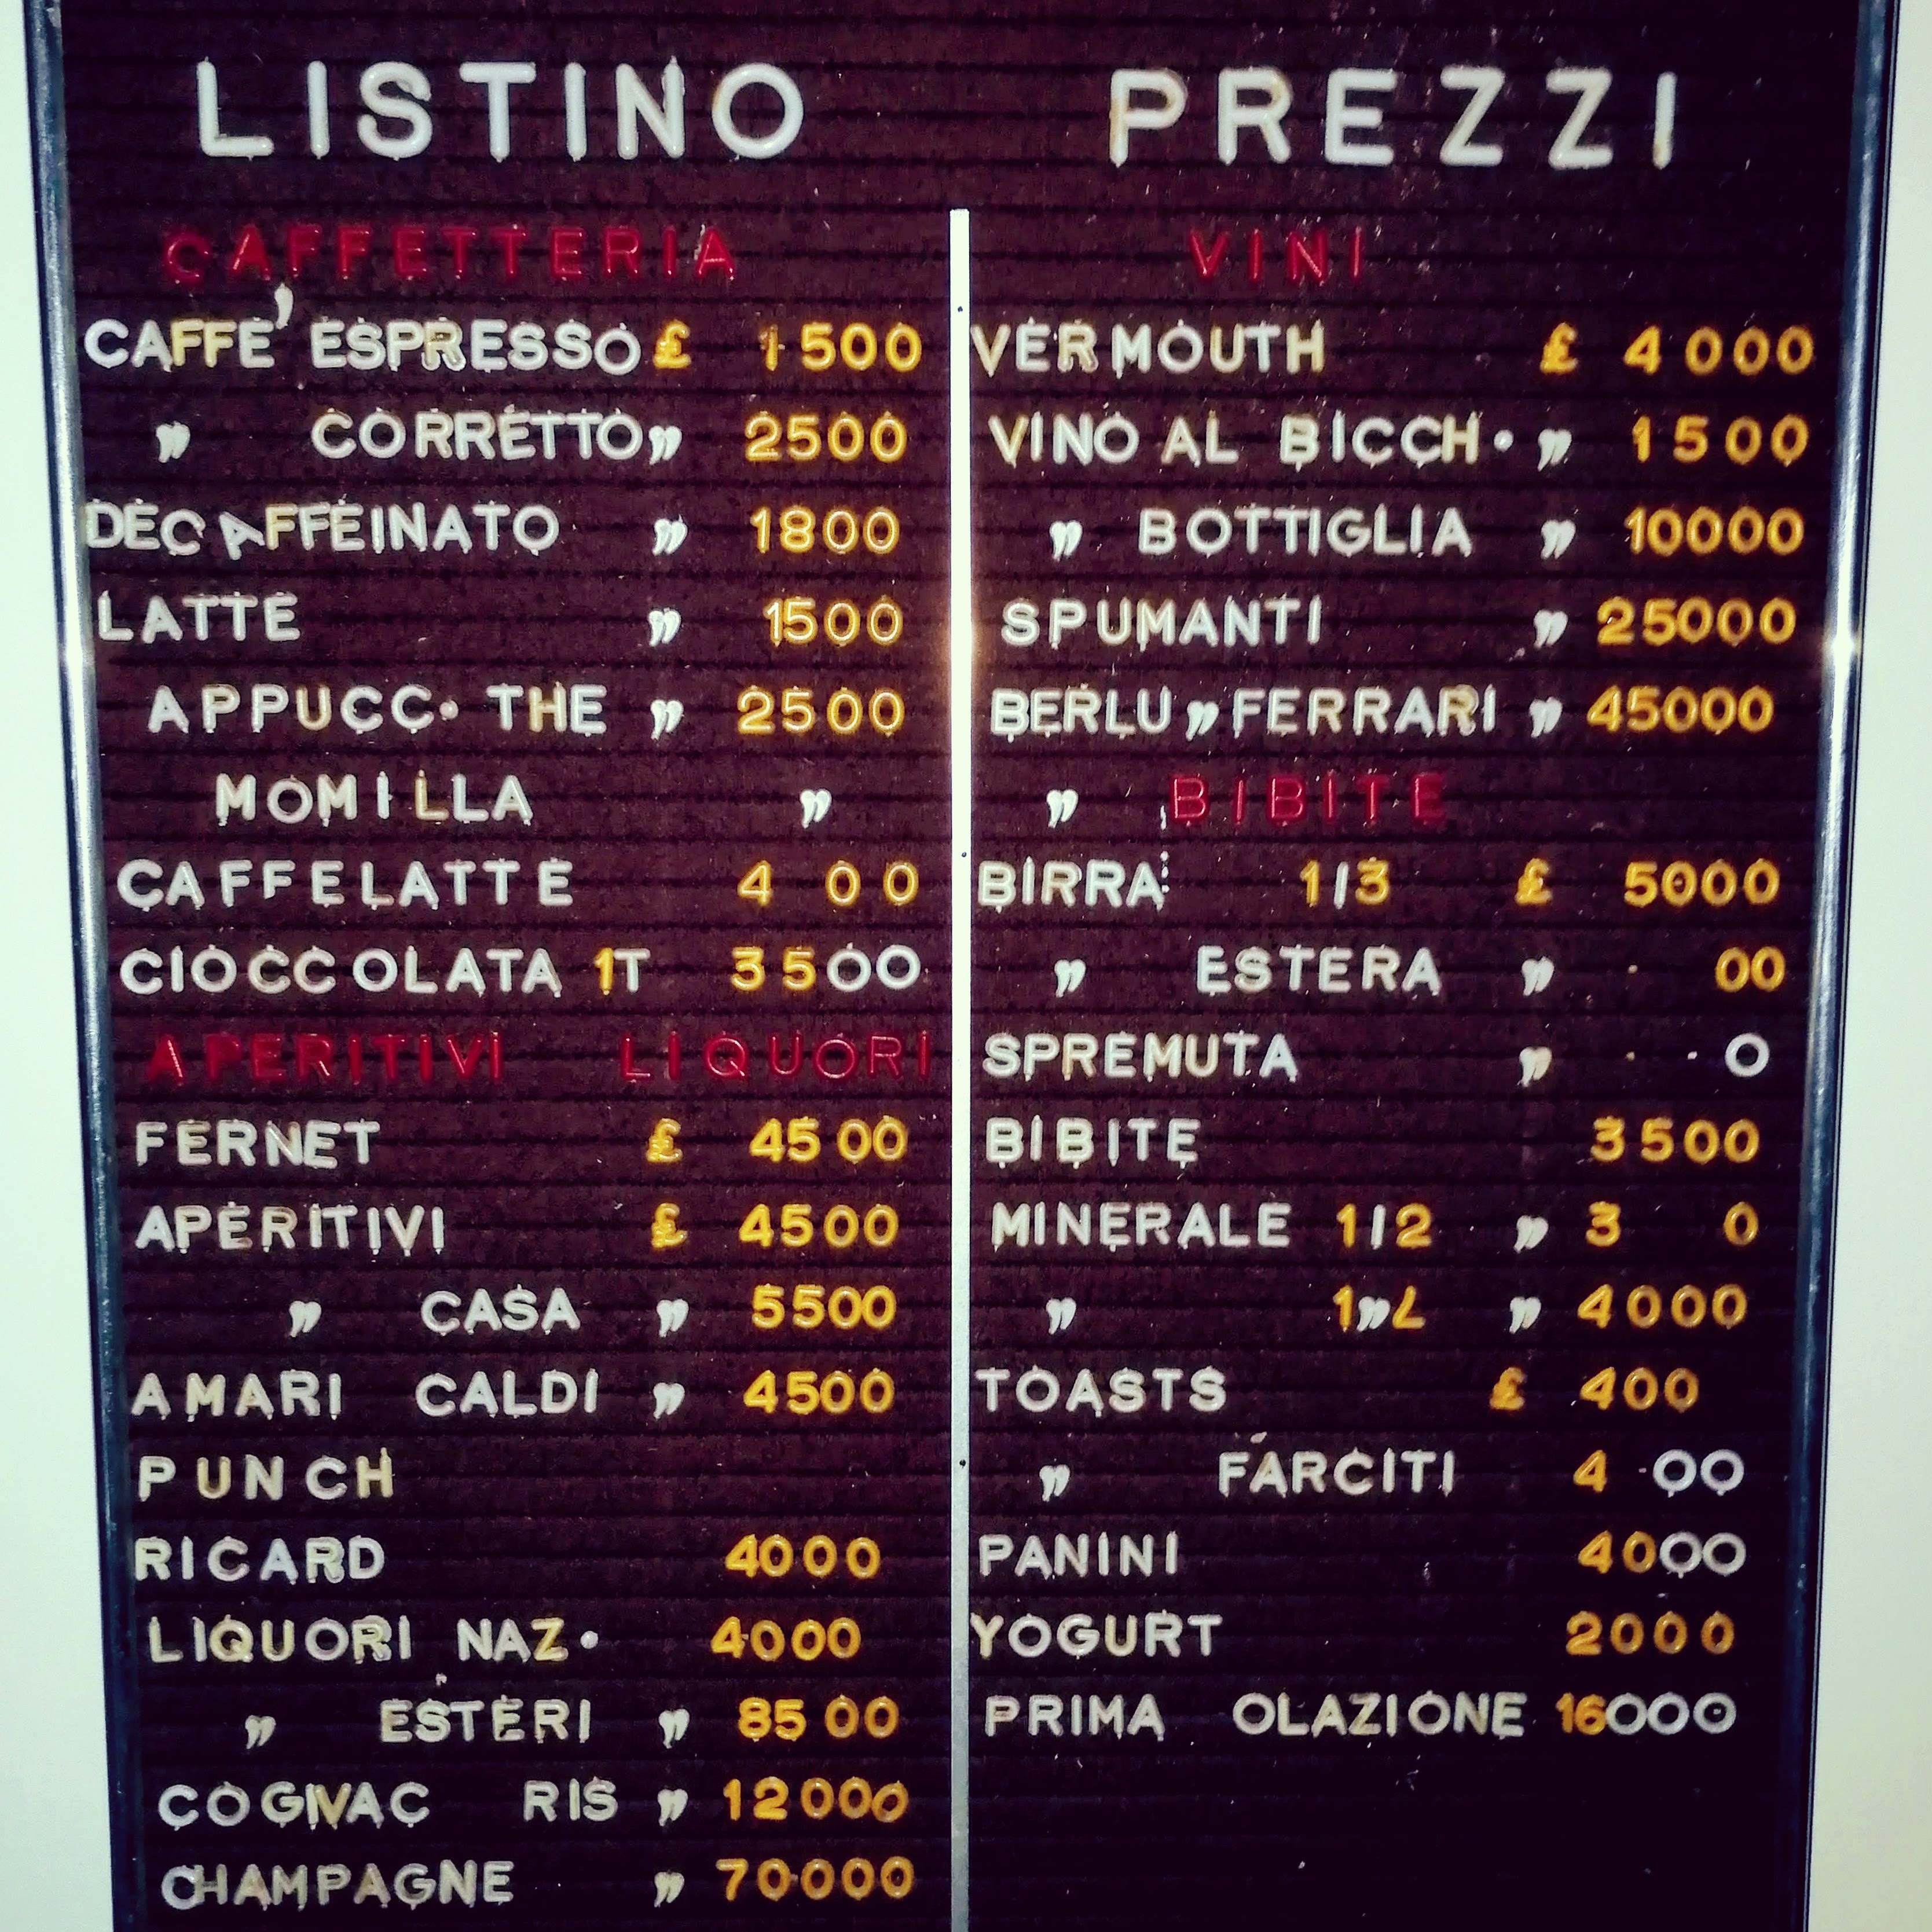 LISTINO PREZZI
CAFFETTERIA
CAFFE' ESPRESSO £ 1500
” CORRETTO ” 2500
DECAFFEINATO ” 1800
LATTE ” 1500
APPUCC• THE ” 2500
MOMILLA ”
CAFFELATTE 4 00
CIOCCOLATA 1T 3500
APERITIVI LIQUORI
FERNET £ 4500
APERITIVI £ 4500
” CASA ” 5500
AMARI CALDI ” 4500
PUNCH
RICARD 4000
LIQUORI NAZ• 4000
” ESTERI ” 8500
COGIVAC RIS ” 12000
CHAMPAGNE ” 70000
VINI
VERMOUTH £ 4000
VINO AL BICCH• ” 1500
” BOTTIGLIA ” 10000
SPUMANTI ” 25000
BERLU ” FERRARI ” 45000
” BIBITE
BIRRA 1/3 £ 5000
” ESTERA ” 00
SPREMUTA ” 0
BIBITE 3500
MINERALE 1/2 ” 3 0
” 1 ” L ” 4000
TOASTS £ 400
” FARCITI 4 00
PANINI 4000
YOGURT 2000
PRIMA OLAZIONE 16000